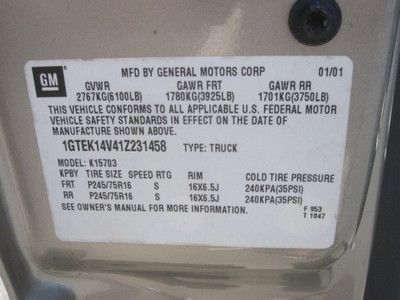 GM
MFD BY GENERAL MOTORS CORP 01/01
GVWR GAWR FRT GAWR RR
2767KG(6100LB) 1780KG(3925LB) 1701KG(3750LB)
THIS VEHICLE CONFORMS TO ALL APPLICABLE U.S. FEDERAL MOTOR
VEHICLE SAFETY STANDARDS IN EFFECT ON THE DATE OF
MANUFACTURE SHOWN ABOVE.
1GTEK14V41Z231458 TYPE: TRUCK
MODEL: K15703
KPBY TIRE SIZE SPEED RTG RIM COLD TIRE PRESSURE
FRT P245/75R16 S 16X6.5J 240KPA(35PSI)
RR P245/75R16 S 16X6.5J 240KPA(35PSI)
SEE OWNER'S MANUAL FOR MORE INFORMATION. F 953
T 1047